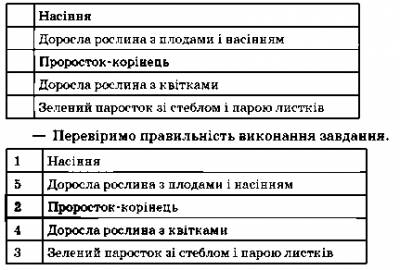 Насіння
Доросла рослина з плодами і насінням
Проросток-корінець
Доросла рослина з квітками
Зелений паросток зі стеблом і парою листків
— Перевіримо правильність виконання завдання.
1 Насіння
5 Доросла рослина з плодами і насінням
2 Проросток-корінець
4 Доросла рослина з квітками
3 Зелений паросток зі стеблом і парою листків